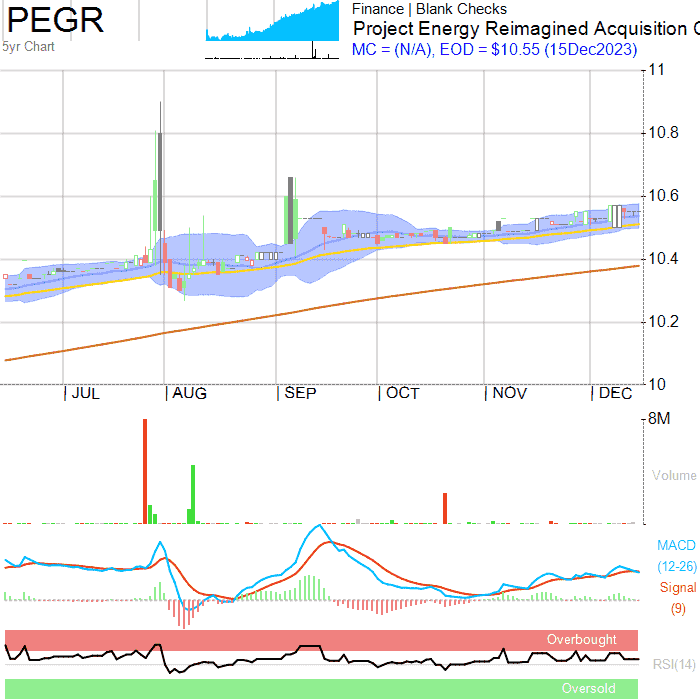 PEGR
5yr Chart
Finance | Blank Checks
Project Energy Reimagined Acquisition C
MC = (N/A), EOD = $10.55 (15Dec2023)
11
10.8
10.6
10.4
10.2
10
| JUL | AUG | SEP | OCT | NOV | DEC
8M
Volume
MACD
(12-26)
Signal
(9)
Overbought
RSI(14)
Oversold